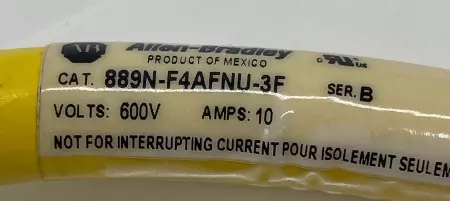 AB Allen-Bradley
PRODUCT OF MEXICO
CAT. 889N-F4AFNU-3F SER. B
VOLTS: 600V AMPS: 10
NOT FOR INTERRUPTING CURRENT POUR ISOLEMENT SEULEM